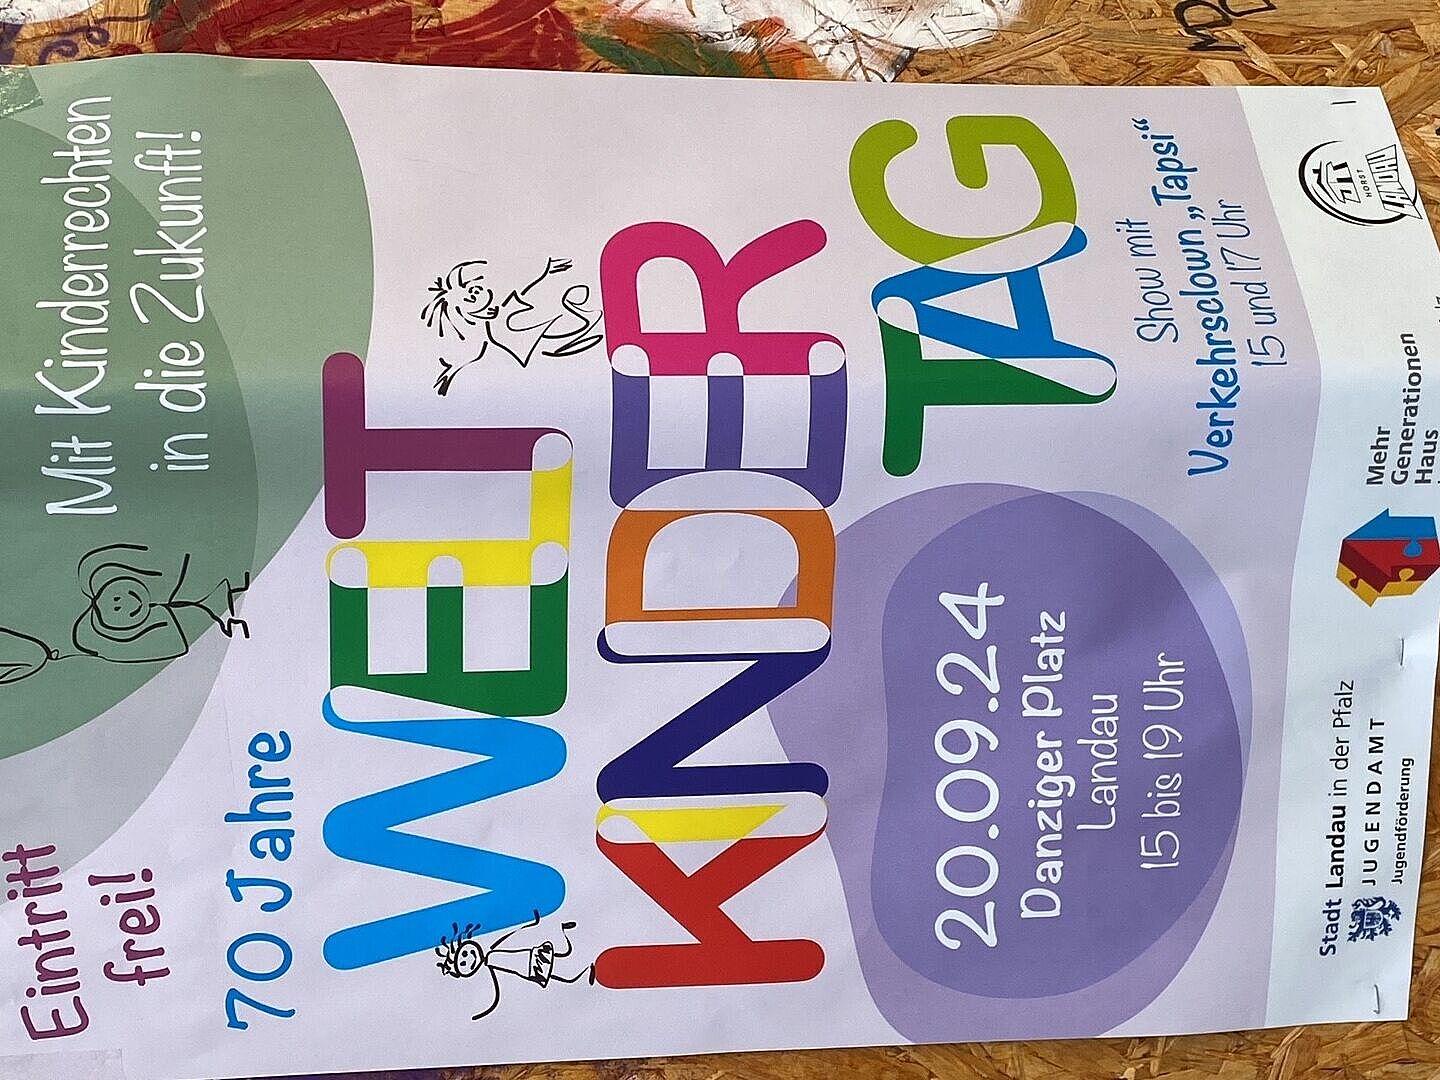 Mit Kinderrechten
in die Zukunft!
Eintritt
frei!
70 Jahre
WELT
KINDER
TAG
20.09.24
Danziger Platz
Landau
15 bis 19 Uhr
Show mit
Verkehrsclown „Tapsi“
15 und 17 Uhr
Stadt Landau in der Pfalz
JUGENDAMT
Jugendförderung
Mehr
Generationen
Haus
HORST
LANDAU